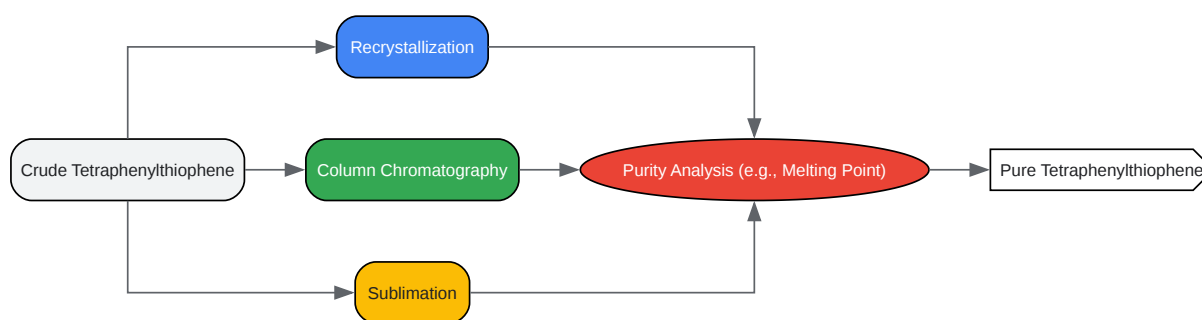 Recrystallization
Crude Tetraphenylthiophene
Column Chromatography
Purity Analysis (e.g., Melting Point)
Pure Tetraphenylthiophene
Sublimation